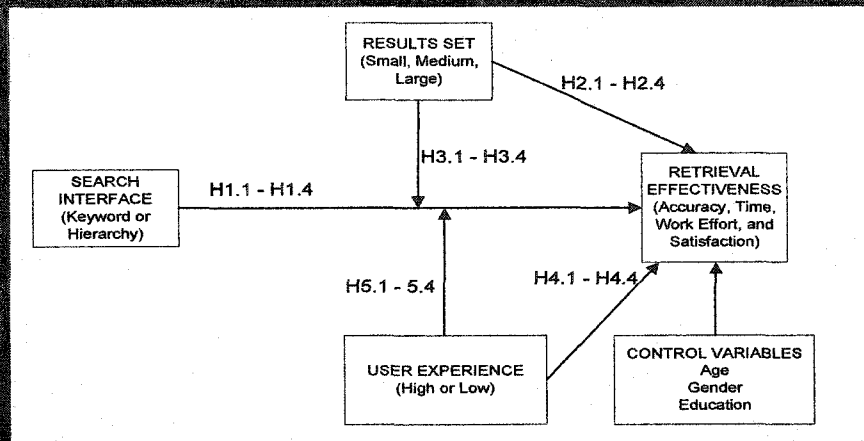 RESULTS SET
(Small, Medium,
Large)
H2.1 - H2.4
H3.1 - H3.4
SEARCH
INTERFACE
(Keyword or
Hierarchy)
H1.1 - H1.4
RETRIEVAL
EFFECTIVENESS
(Accuracy, Time,
Work Effort, and
Satisfaction)
H5.1 - 5.4
H4.1 - H4.4
USER EXPERIENCE
(High or Low)
CONTROL VARIABLES
Age
Gender
Education